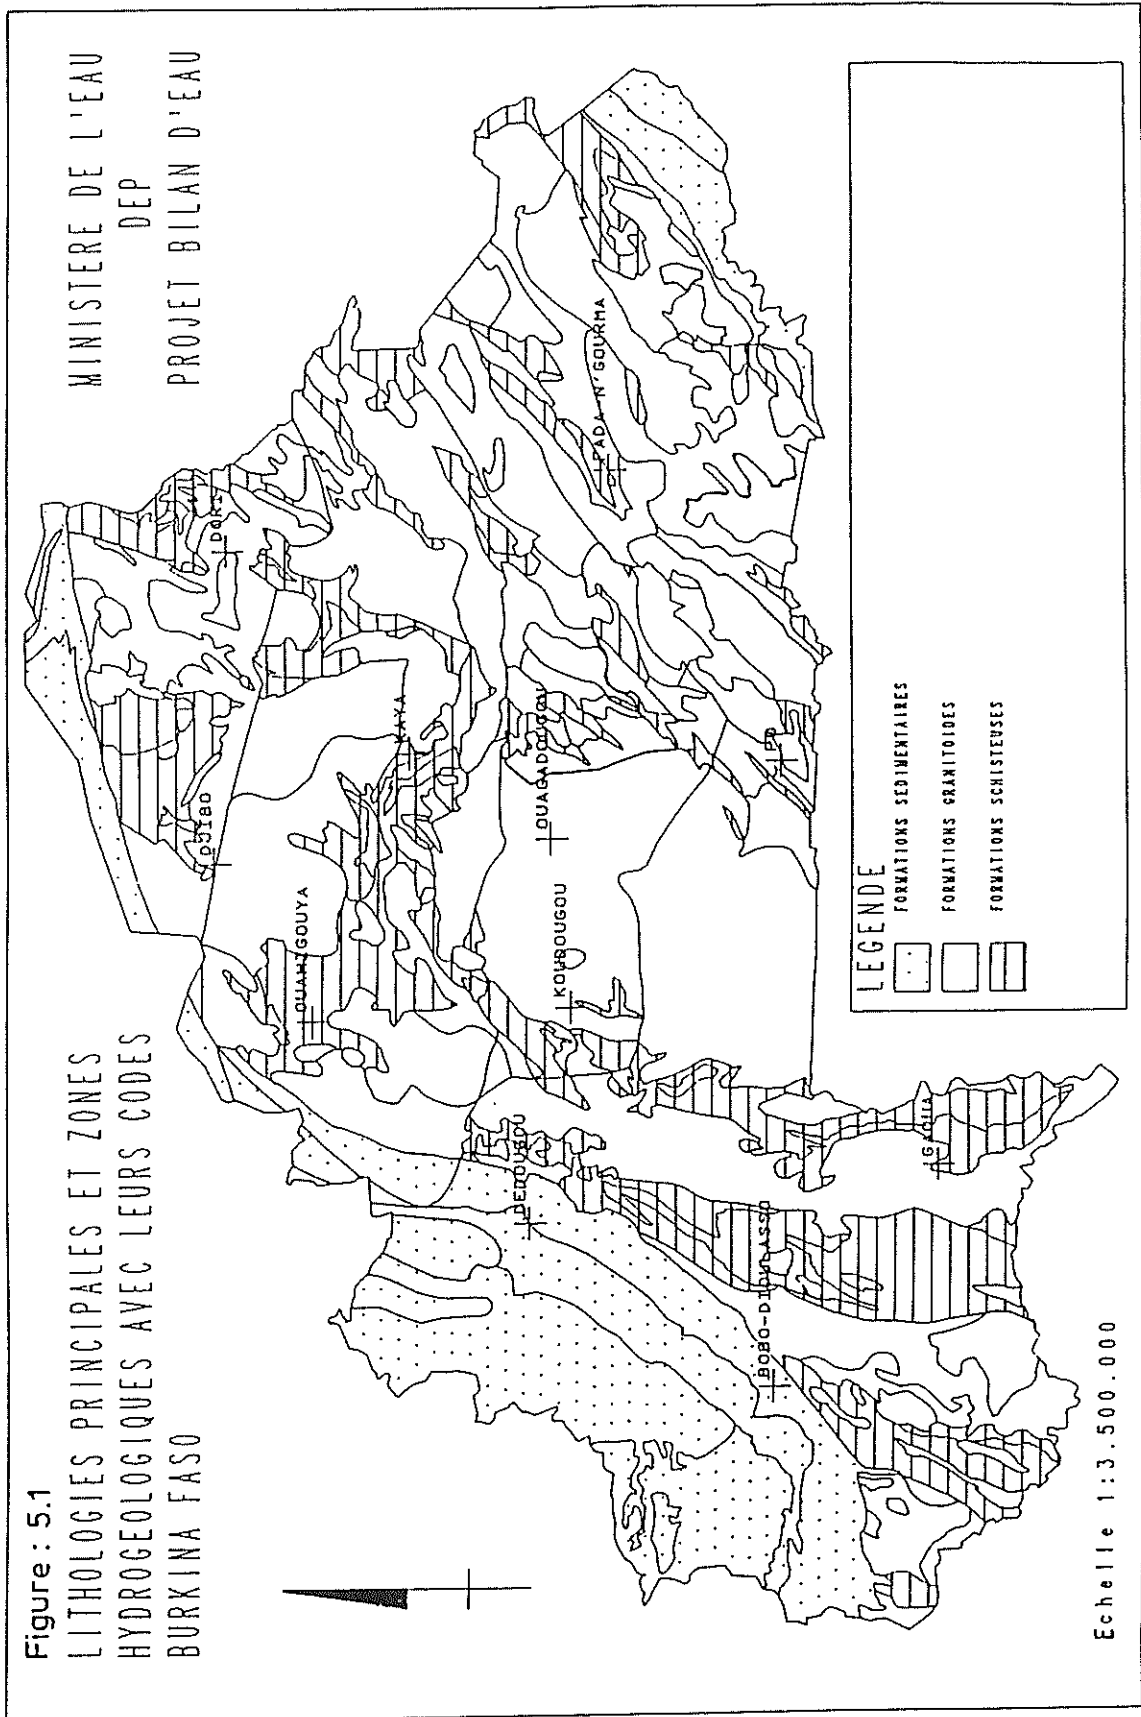 Figure : 5.1
LITHOLOGIES PRINCIPALES ET ZONES
HYDROGEOLOGIQUES AVEC LEURS CODES
BURKINA FASO
MINISTERE DE L'EAU
DEP
PROJET BILAN D'EAU
DJIBO
DORI
OUAHIGOUYA
KAYA
DEDOUGOU
KOUDOUGOU
OUAGADOUGOU
FADA-N'GOURMA
BOBO-DIOULASSO
PO
GAOUA
LEGENDE
FORMATIONS SEDIMENTAIRES
FORMATIONS GRANITOIDES
FORMATIONS SCHISTEUSES
Echelle 1:3.500.000